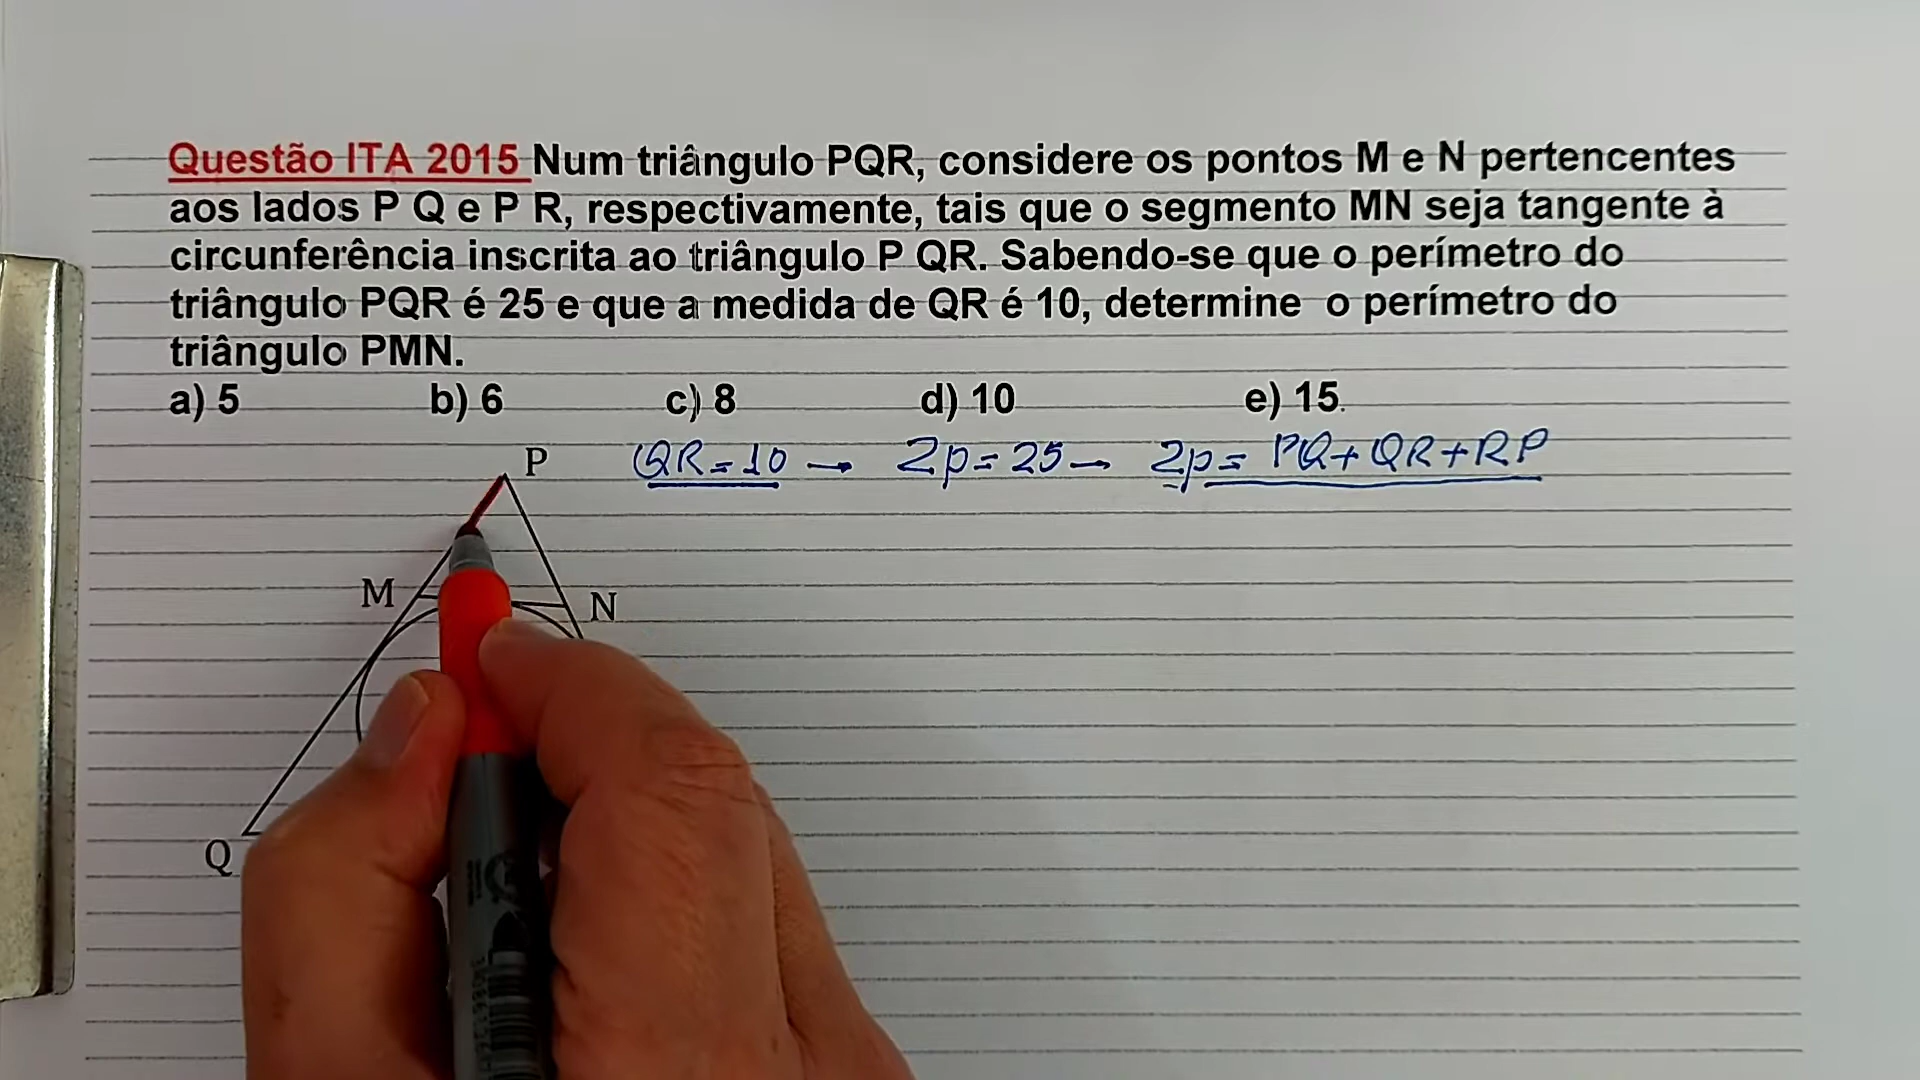 Questão ITA 2015 Num triângulo PQR, considere os pontos M e N pertencentes
aos lados P Q e P R, respectivamente, tais que o segmento MN seja tangente à
circunferência inscrita ao triângulo P QR. Sabendo-se que o perímetro do
triângulo PQR é 25 e que a medida de QR é 10, determine o perímetro do
triângulo PMN.
a) 5 b) 6 c) 8 d) 10 e) 15.
QR = 10 → 2p = 25 → 2p = PQ + QR + RP
P
M
N
Q